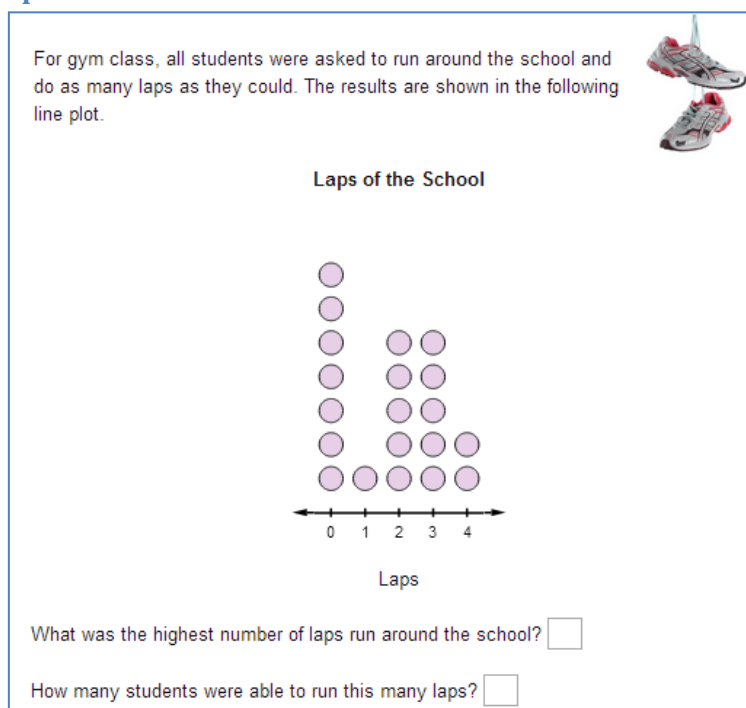 For gym class, all students were asked to run around the school and
do as many laps as they could. The results are shown in the following
line plot.
Laps of the School
0 1 2 3 4
Laps
What was the highest number of laps run around the school?
How many students were able to run this many laps?